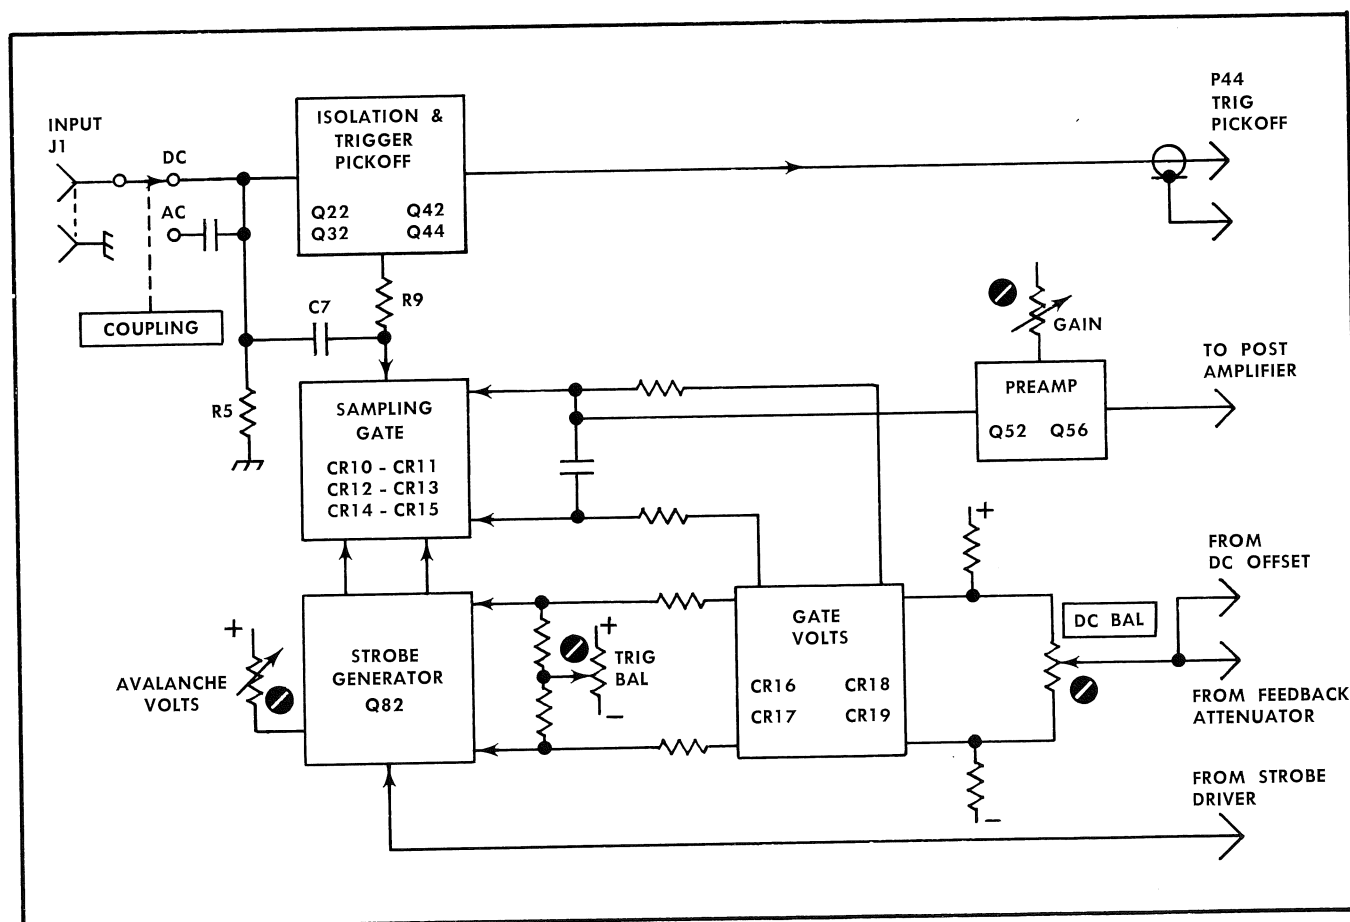 INPUT
J1
DC
AC
COUPLING
ISOLATION &
TRIGGER
PICKOFF
Q22 Q42
Q32 Q44
P44
TRIG
PICKOFF
C7
R9
R5
GAIN
PREAMP
Q52 Q56
TO POST
AMPLIFIER
SAMPLING
GATE
CR10 - CR11
CR12 - CR13
CR14 - CR15
+
FROM
DC OFFSET
DC BAL
FROM FEEDBACK
ATTENUATOR
GATE
VOLTS
CR16 CR18
CR17 CR19
−
+
TRIG
BAL
−
STROBE
GENERATOR
Q82
+
AVALANCHE
VOLTS
FROM STROBE
DRIVER